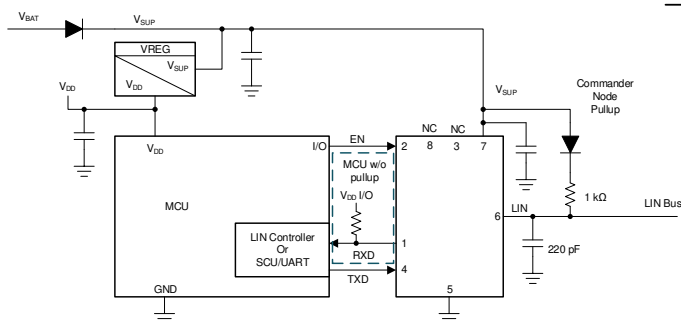 VBAT
VSUP
VREG
VSUP
VDD
VDD
VSUP
Commander
Node
Pullup
VDD
MCU
I/O
EN
2
NC
8
NC
3
7
MCU w/o
pullup
VDD I/O
1 kΩ
LIN Bus
LIN
6
LIN Controller
Or
SCU/UART
1
RXD
4
TXD
220 pF
GND
5